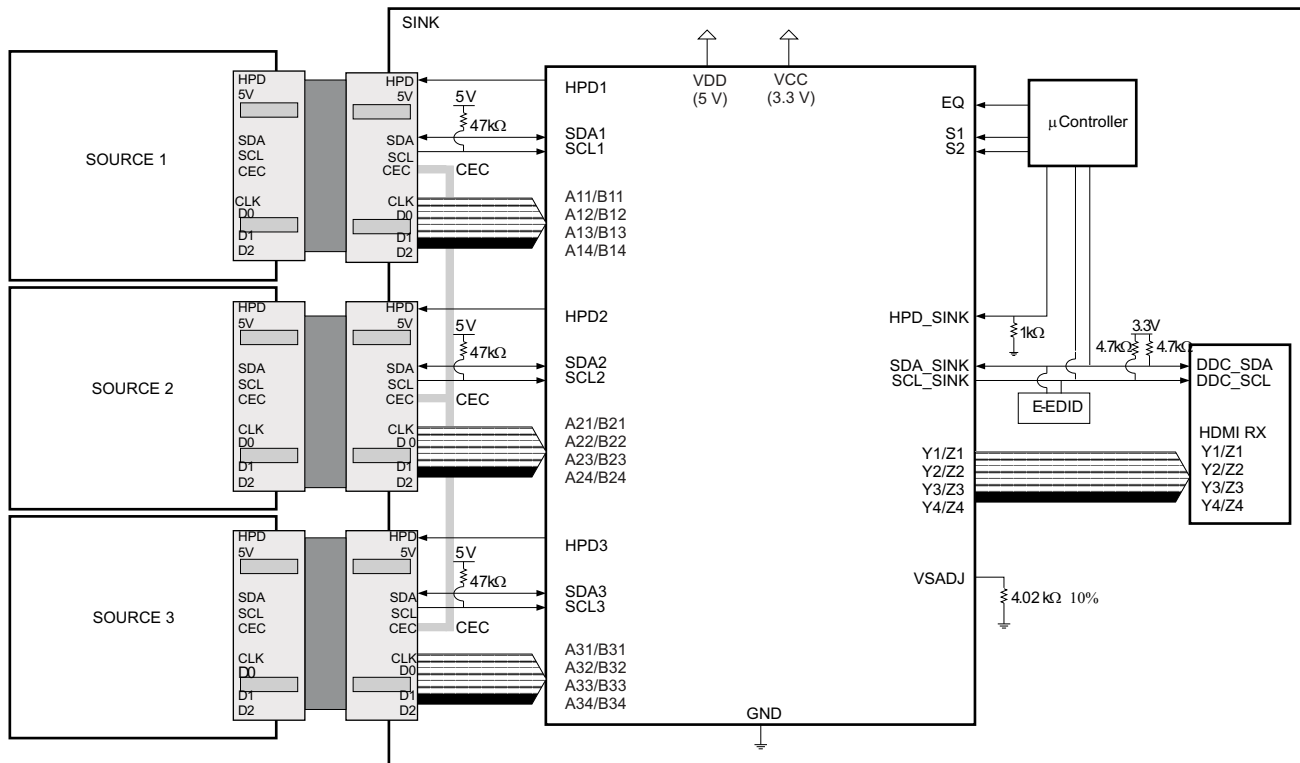 SINK
SOURCE 1
HPD
5V
SDA
SCL
CEC
CLK
D0
D1
D2
HPD
5V
SDA
SCL
CEC
CLK
D0
D1
D2
5V
47kΩ
CEC
HPD1
SDA1
SCL1
A11/B11
A12/B12
A13/B13
A14/B14
SOURCE 2
HPD
5V
SDA
SCL
CEC
CLK
D0
D1
D2
HPD
5V
SDA
SCL
CEC
CLK
D 0
D1
D2
5V
47kΩ
CEC
HPD2
SDA2
SCL2
A21/B21
A22/B22
A23/B23
A24/B24
SOURCE 3
HPD
5V
SDA
SCL
CEC
CLK
D0
D1
D2
HPD
5V
SDA
SCL
CEC
CLK
D0
D1
D2
5V
47kΩ
CEC
HPD3
SDA3
SCL3
A31/B31
A32/B32
A33/B33
A34/B34
VDD
(5 V)
VCC
(3.3 V)
EQ
S1
S2
μController
HPD_SINK
1kΩ
SDA_SINK
SCL_SINK
3.3V
4.7kΩ
4.7kΩ
E-EDID
DDC_SDA
DDC_SCL
HDMI RX
Y1/Z1
Y2/Z2
Y3/Z3
Y4/Z4
Y1/Z1
Y2/Z2
Y3/Z3
Y4/Z4
VSADJ
4.02 kΩ 10%
GND